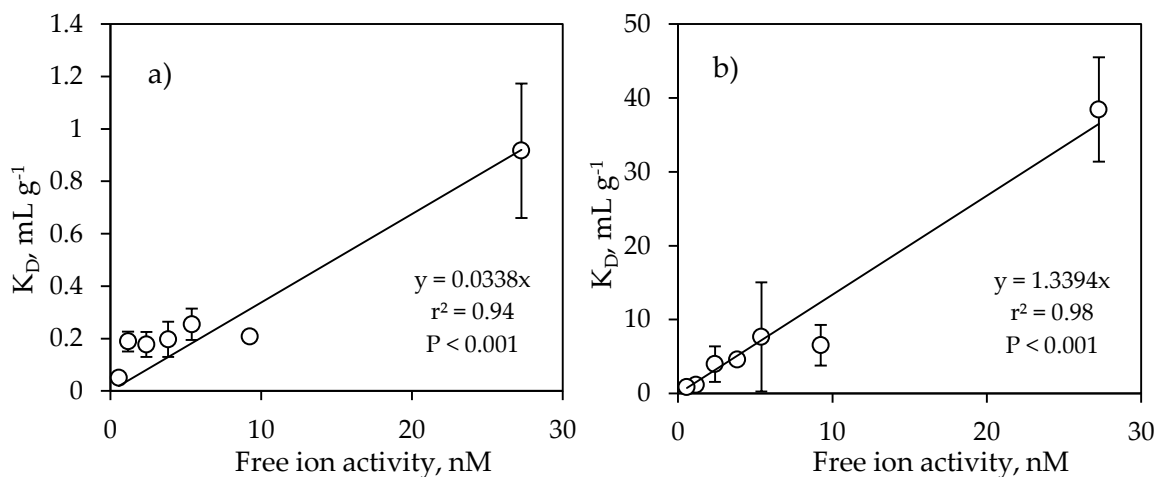 a)
K_D, mL g⁻¹
1.4
1.2
1
0.8
0.6
0.4
0.2
0
y = 0.0338x
r² = 0.94
P < 0.001
0 10 20 30
Free ion activity, nM
b)
K_D, mL g⁻¹
50
40
30
20
10
0
y = 1.3394x
r² = 0.98
P < 0.001
0 10 20 30
Free ion activity, nM